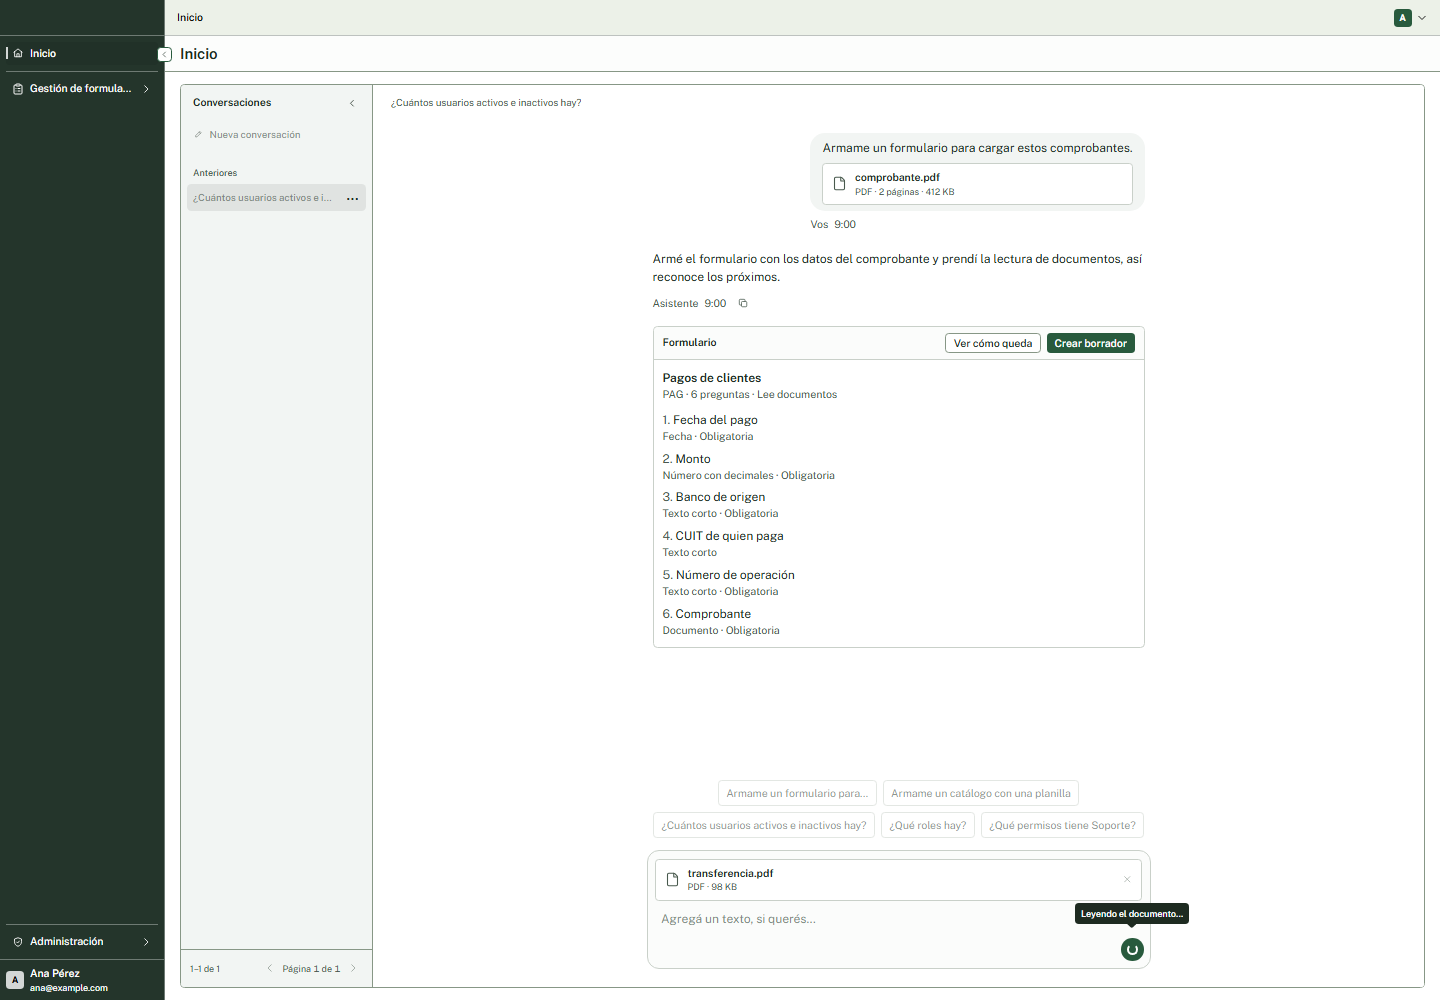 Inicio
A
Inicio
Gestión de formula...
Inicio
Conversaciones
Nueva conversación
Anteriores
¿Cuántos usuarios activos e i...
¿Cuántos usuarios activos e inactivos hay?
Armame un formulario para cargar estos comprobantes.
comprobante.pdf
PDF · 2 páginas · 412 KB
Vos 9:00
Armé el formulario con los datos del comprobante y prendí la lectura de documentos, así
reconoce los próximos.
Asistente 9:00
Formulario
Ver cómo queda
Crear borrador
Pagos de clientes
PAG · 6 preguntas · Lee documentos
1. Fecha del pago
Fecha · Obligatoria
2. Monto
Número con decimales · Obligatoria
3. Banco de origen
Texto corto · Obligatoria
4. CUIT de quien paga
Texto corto
5. Número de operación
Texto corto · Obligatoria
6. Comprobante
Documento · Obligatoria
Armame un formulario para...
Armame un catálogo con una planilla
¿Cuántos usuarios activos e inactivos hay?
¿Qué roles hay?
¿Qué permisos tiene Soporte?
transferencia.pdf
PDF · 98 KB
Agregá un texto, si querés...
Leyendo el documento...
1–1 de 1
Página 1 de 1
Administración
A
Ana Pérez
ana@example.com